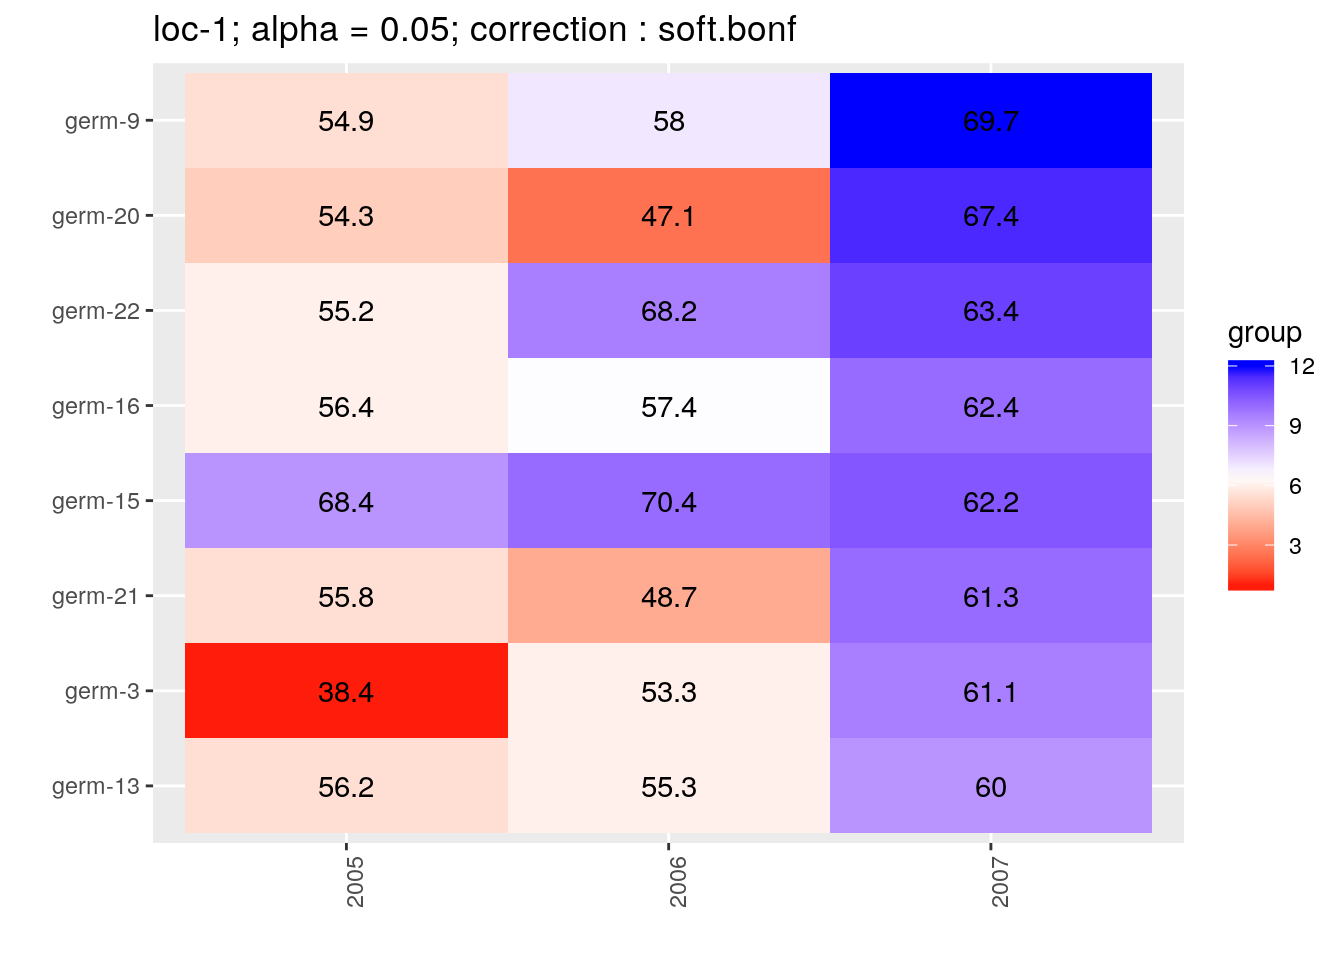 loc-1; alpha = 0.05; correction : soft.bonf
germ-9 54.9 58 69.7
germ-20 54.3 47.1 67.4
germ-22 55.2 68.2 63.4
germ-16 56.4 57.4 62.4
germ-15 68.4 70.4 62.2
germ-21 55.8 48.7 61.3
germ-3 38.4 53.3 61.1
germ-13 56.2 55.3 60
2005 2006 2007
group
12
9
6
3